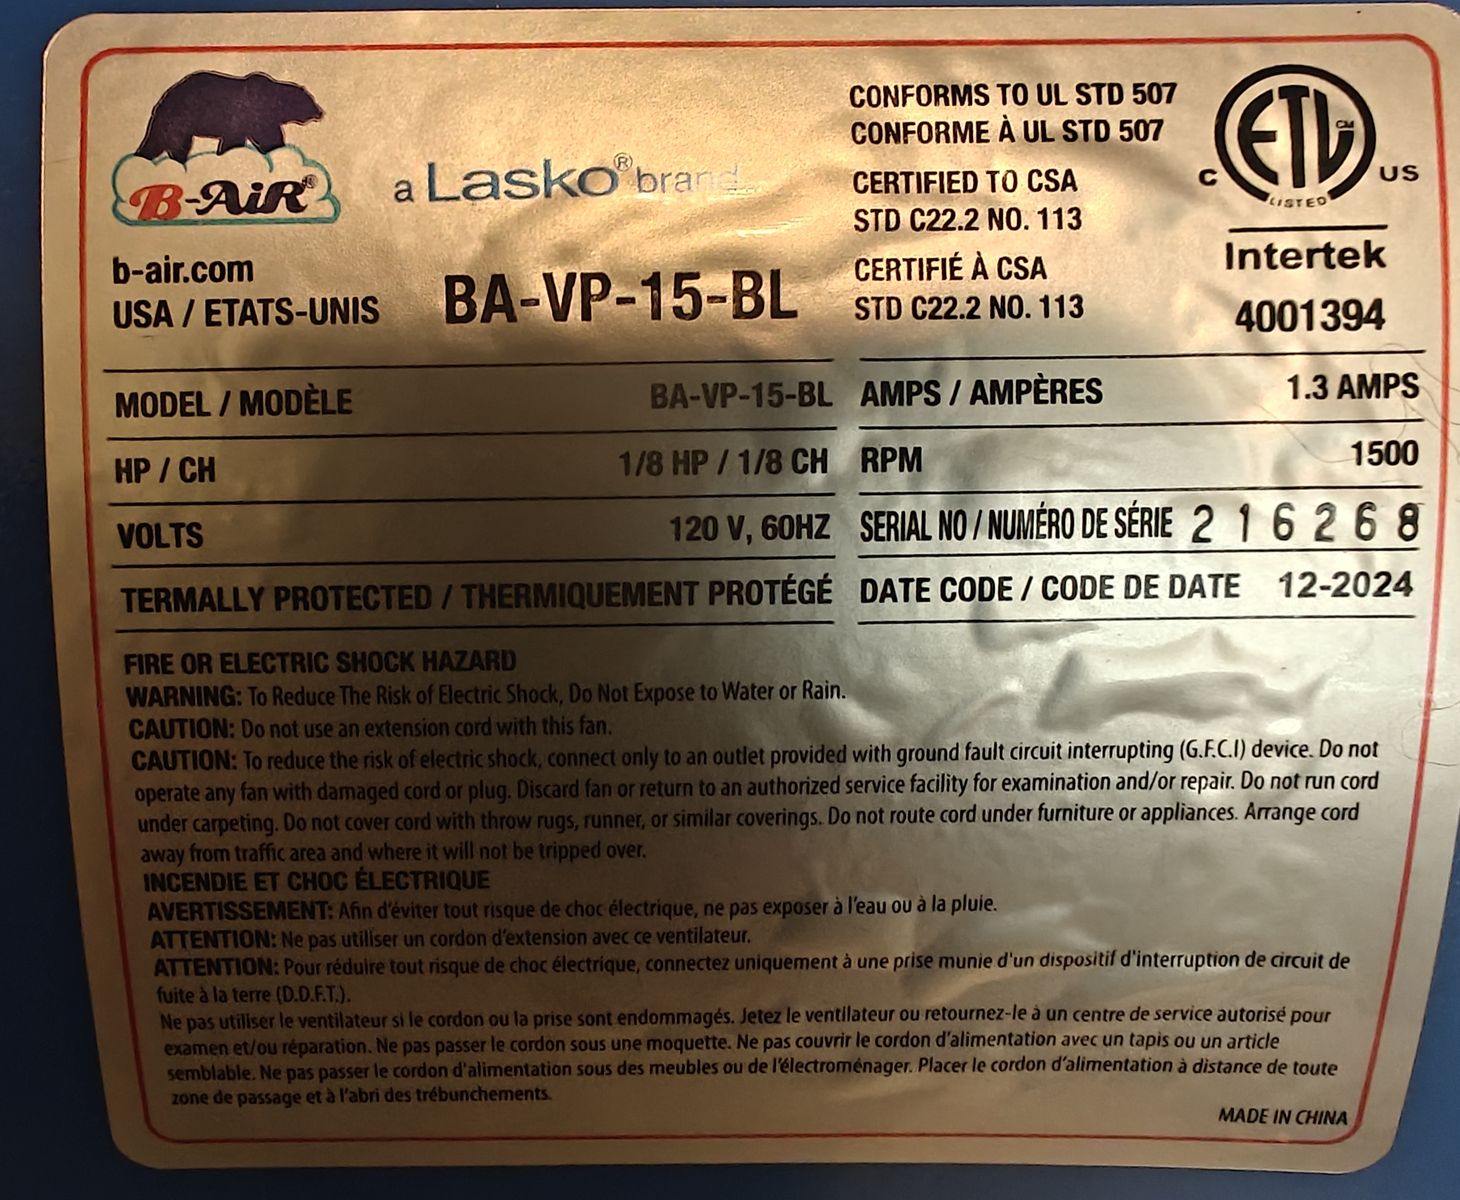 B-AiR®
a Lasko® brand
b-air.com
USA / ETATS-UNIS
BA-VP-15-BL
CONFORMS TO UL STD 507
CONFORME À UL STD 507
CERTIFIED TO CSA
STD C22.2 NO. 113
CERTIFIÉ À CSA
STD C22.2 NO. 113
ETL CM
C US
LISTED
Intertek
4001394
MODEL / MODÈLE BA-VP-15-BL
HP / CH 1/8 HP / 1/8 CH
VOLTS 120 V, 60HZ
TERMALLY PROTECTED / THERMIQUEMENT PROTÉGÉ
AMPS / AMPÈRES 1.3 AMPS
RPM 1500
SERIAL NO / NUMÉRO DE SÉRIE 216268
DATE CODE / CODE DE DATE 12-2024
FIRE OR ELECTRIC SHOCK HAZARD
WARNING: To Reduce The Risk of Electric Shock, Do Not Expose to Water or Rain.
CAUTION: Do not use an extension cord with this fan.
CAUTION: To reduce the risk of electric shock, connect only to an outlet provided with ground fault circuit interrupting (G.F.C.I) device. Do not
operate any fan with damaged cord or plug. Discard fan or return to an authorized service facility for examination and/or repair. Do not run cord
under carpeting. Do not cover cord with throw rugs, runner, or similar coverings. Do not route cord under furniture or appliances. Arrange cord
away from traffic area and where it will not be tripped over.
INCENDIE ET CHOC ÉLECTRIQUE
AVERTISSEMENT: Afin d'éviter tout risque de choc électrique, ne pas exposer à l'eau ou à la pluie.
ATTENTION: Ne pas utiliser un cordon d'extension avec ce ventilateur.
ATTENTION: Pour réduire tout risque de choc électrique, connectez uniquement à une prise munie d'un dispositif d'interruption de circuit de
fuite à la terre (D.D.F.T.).
Ne pas utiliser le ventilateur si le cordon ou la prise sont endommagés. Jetez le ventilateur ou retournez-le à un centre de service autorisé pour
examen et/ou réparation. Ne pas passer le cordon sous une moquette. Ne pas couvrir le cordon d'alimentation avec un tapis ou un article
semblable. Ne pas passer le cordon d'alimentation sous des meubles ou de l'électroménager. Placer le cordon d'alimentation à distance de toute
zone de passage et à l'abri des trébunchements.
MADE IN CHINA